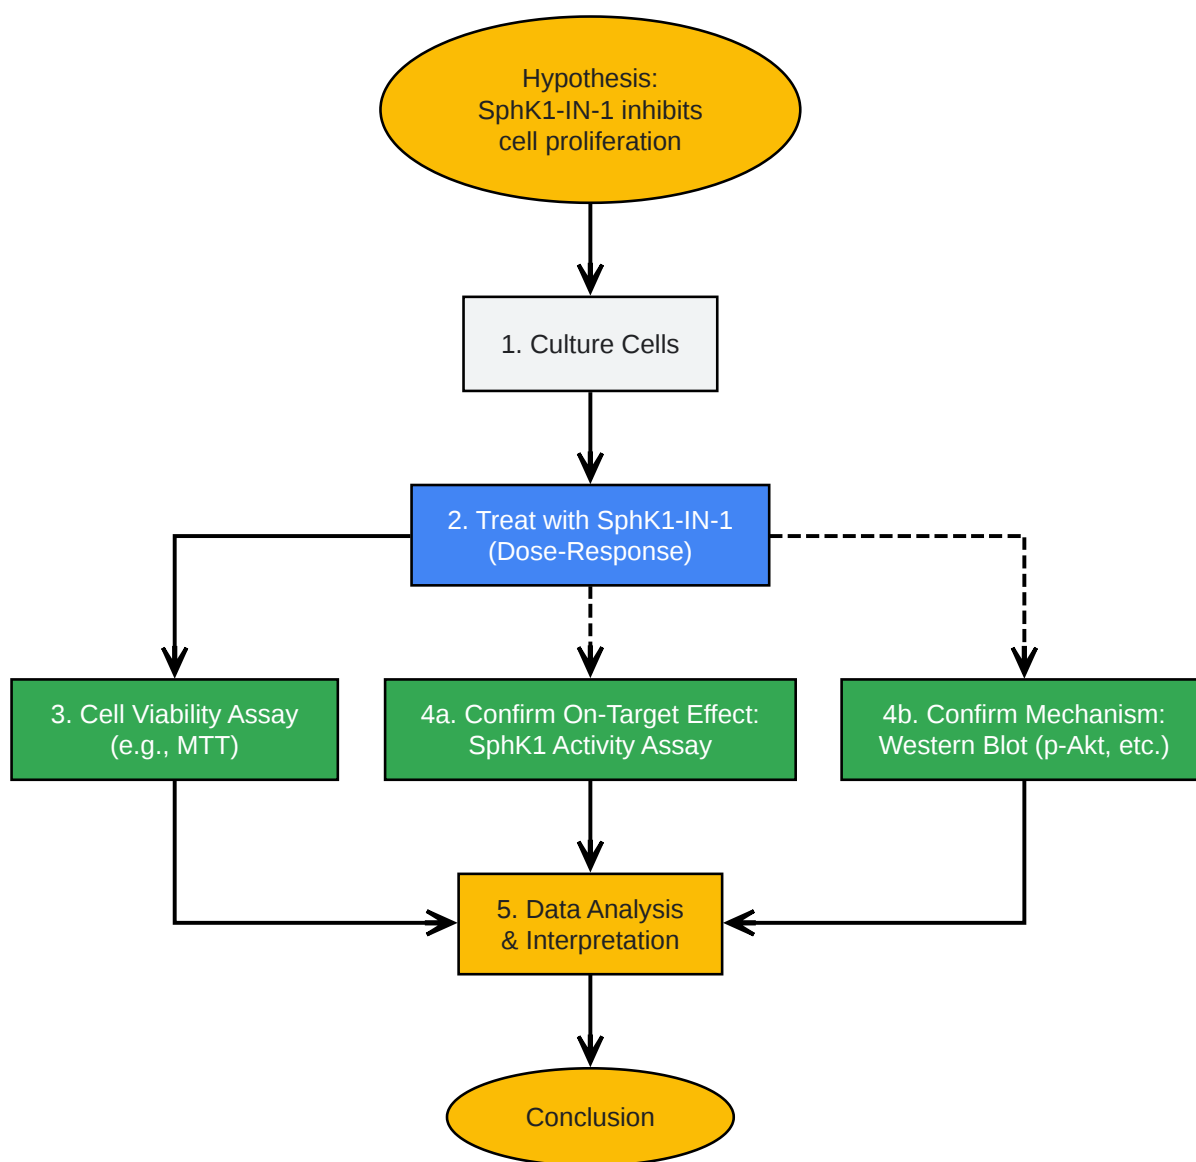 Hypothesis:
SphK1-IN-1 inhibits
cell proliferation
1. Culture Cells
2. Treat with SphK1-IN-1
(Dose-Response)
3. Cell Viability Assay
(e.g., MTT)
4a. Confirm On-Target Effect:
SphK1 Activity Assay
4b. Confirm Mechanism:
Western Blot (p-Akt, etc.)
5. Data Analysis
& Interpretation
Conclusion